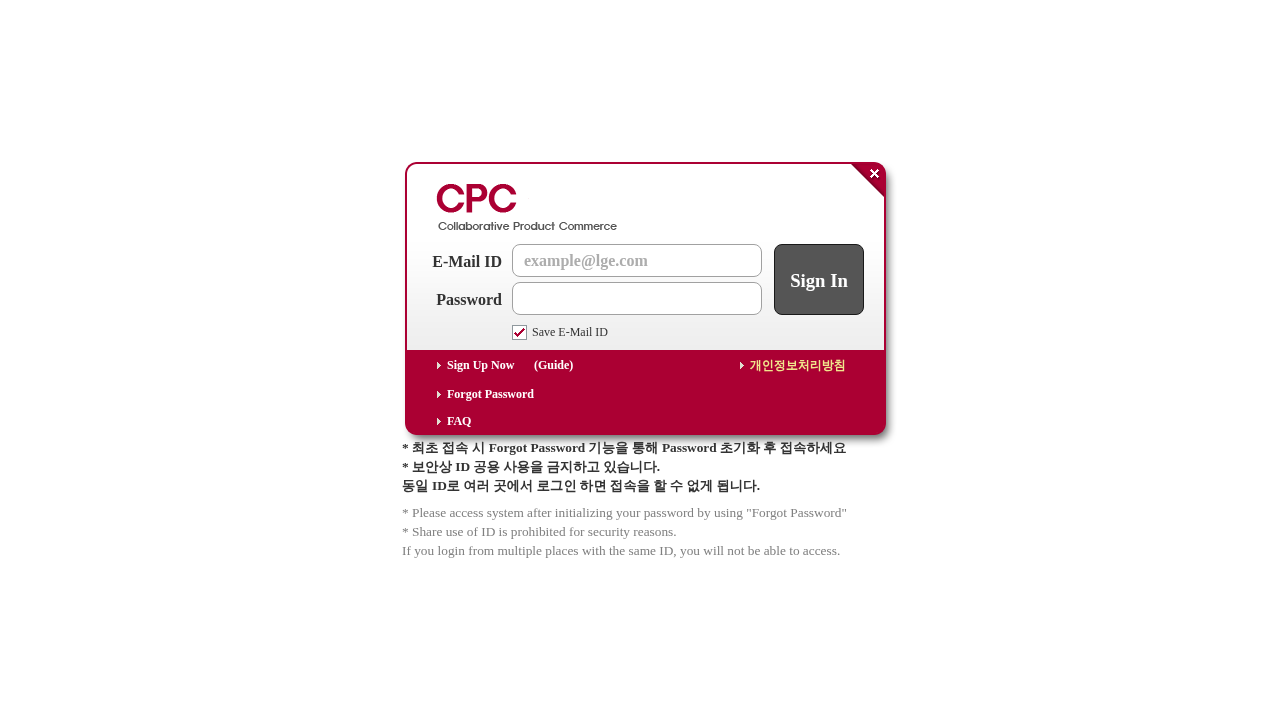 CPC
Collaborative Product Commerce
E-Mail ID
example@lge.com
Password
Sign In
Save E-Mail ID
Sign Up Now (Guide) 개인정보처리방침
Forgot Password
FAQ
* 최초 접속 시 Forgot Password 기능을 통해 Password 초기화 후 접속하세요
* 보안상 ID 공용 사용을 금지하고 있습니다.
동일 ID로 여러 곳에서 로그인 하면 접속을 할 수 없게 됩니다.
* Please access system after initializing your password by using "Forgot Password"
* Share use of ID is prohibited for security reasons.
If you login from multiple places with the same ID, you will not be able to access.